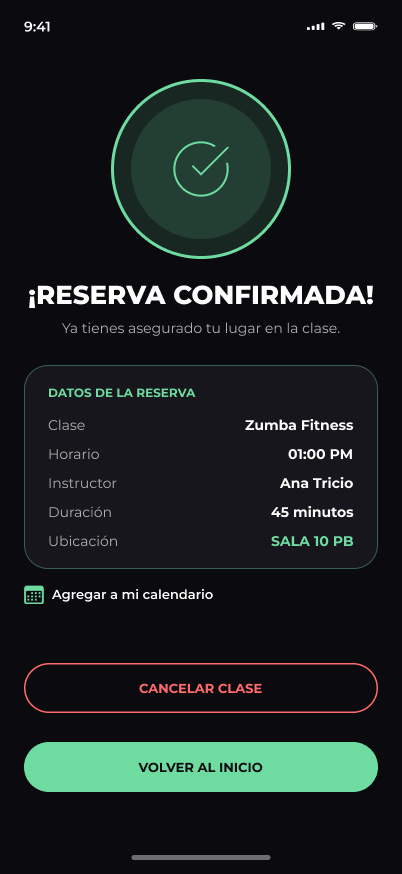 9:41
¡RESERVA CONFIRMADA!
Ya tienes asegurado tu lugar en la clase.
DATOS DE LA RESERVA
Clase Zumba Fitness
Horario 01:00 PM
Instructor Ana Tricio
Duración 45 minutos
Ubicación SALA 10 PB
Agregar a mi calendario
CANCELAR CLASE
VOLVER AL INICIO